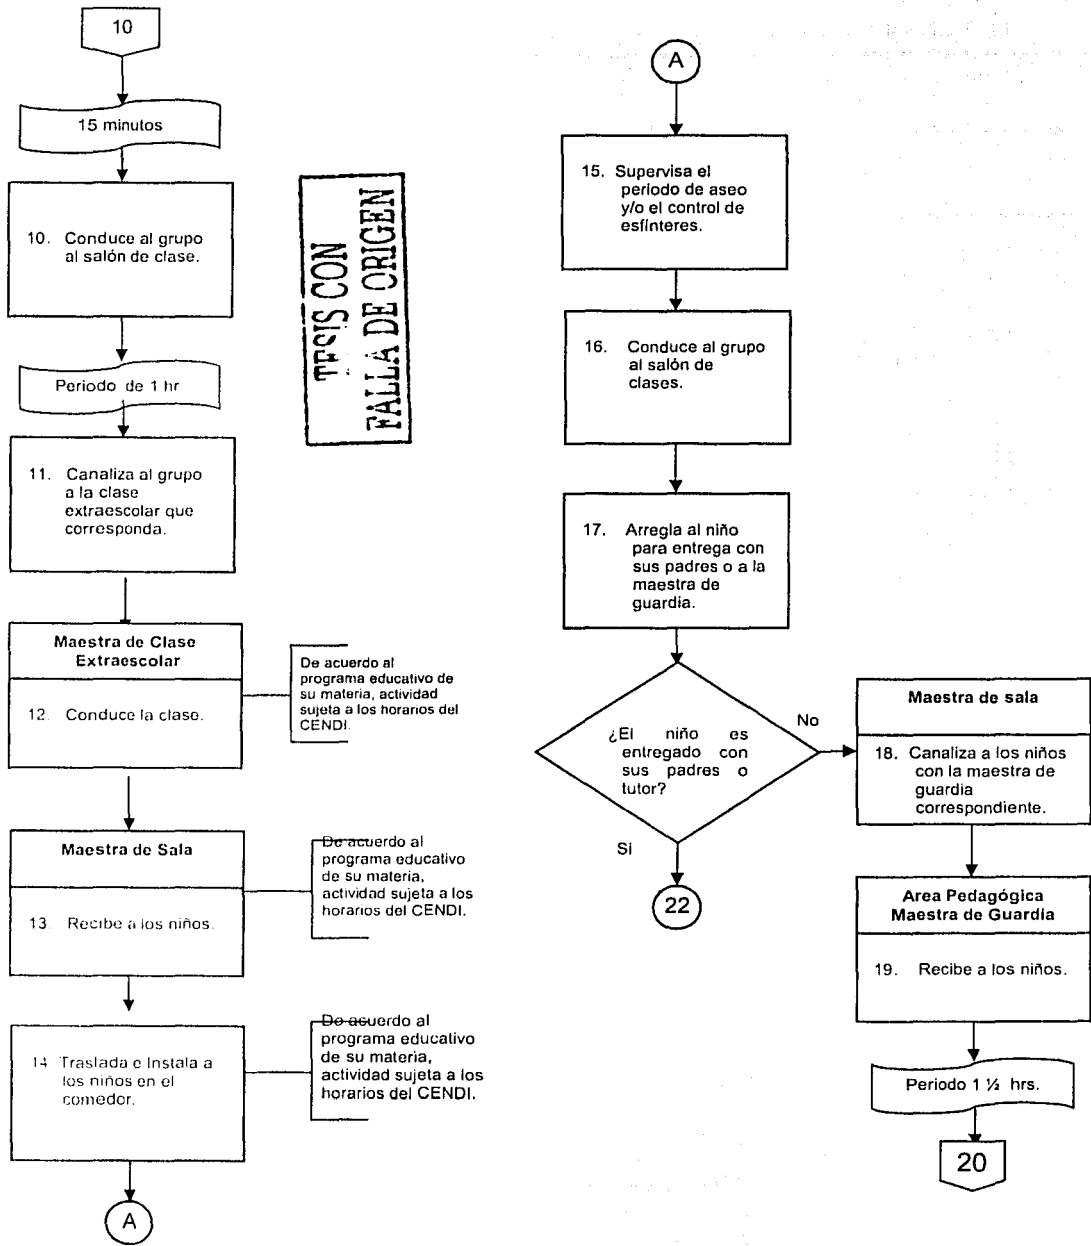 10
15 minutos
10. Conduce al grupo
al salón de clase.
Periodo de 1 hr
11. Canaliza al grupo
a la clase
extraescolar que
corresponda.
Maestra de Clase
Extraescolar
12. Conduce la clase.
De acuerdo al
programa educativo de
su materia, actividad
sujeta a los horarios del
CENDI.
Maestra de Sala
13. Recibe a los niños.
De acuerdo al
programa educativo
de su materia,
actividad sujeta a los
horarios del CENDI.
14. Traslada e Instala a
los niños en el
comedor.
De acuerdo al
programa educativo
de su materia,
actividad sujeta a los
horarios del CENDI.
A
TESIS CON
FALLA DE ORIGEN
A
15. Supervisa el
periodo de aseo
y/o el control de
esfínteres.
16. Conduce al grupo
al salón de
clases.
17. Arregla al niño
para entrega con
sus padres o a la
maestra de
guardia.
¿El niño es
entregado con
sus padres o
tutor?
No
Si
22
Maestra de sala
18. Canaliza a los niños
con la maestra de
guardia
correspondiente.
Area Pedagógica
Maestra de Guardia
19. Recibe a los niños.
Periodo 1 ½ hrs.
20